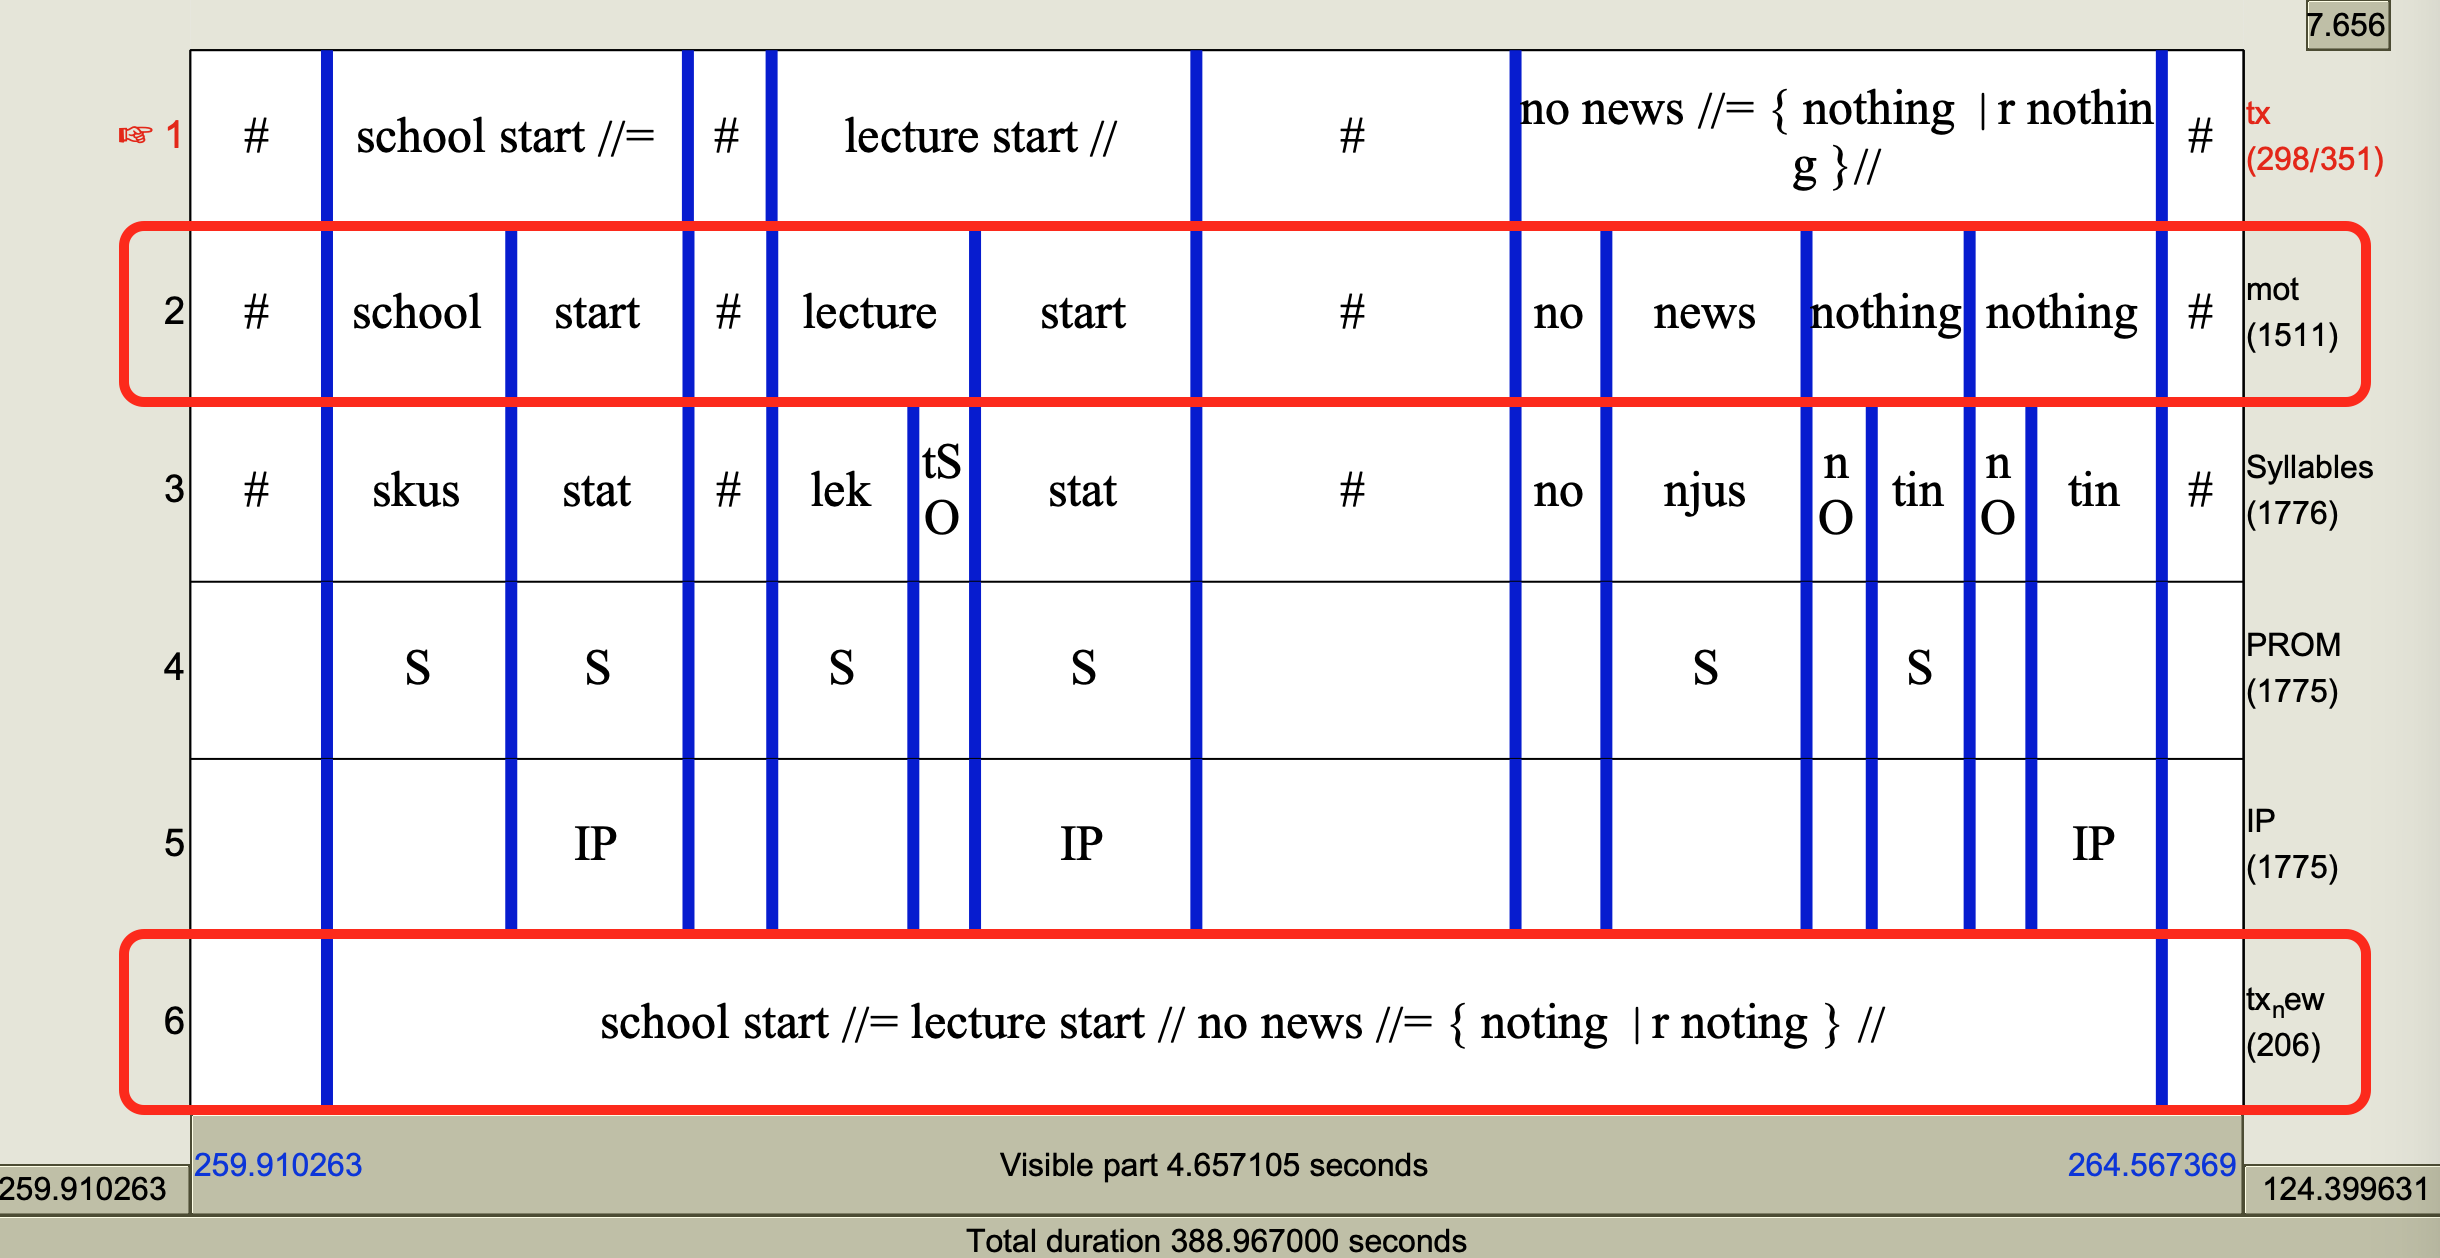 7.656
☞ 1 # school start //= # lecture start // # no news //= { nothing | r nothin # tx
g } // (298/351)
2 # school start # lecture start # no news nothing nothing # mot
(1511)
3 # skus stat # lek tS stat # no njus n tin n tin # Syllables
O O O (1776)
4 S S S S S S PROM
(1775)
5 IP IP IP IP
(1775)
6 school start //= lecture start // no news //= { noting | r noting } // txnew
(206)
259.910263 Visible part 4.657105 seconds 264.567369
259.910263 124.399631
Total duration 388.967000 seconds